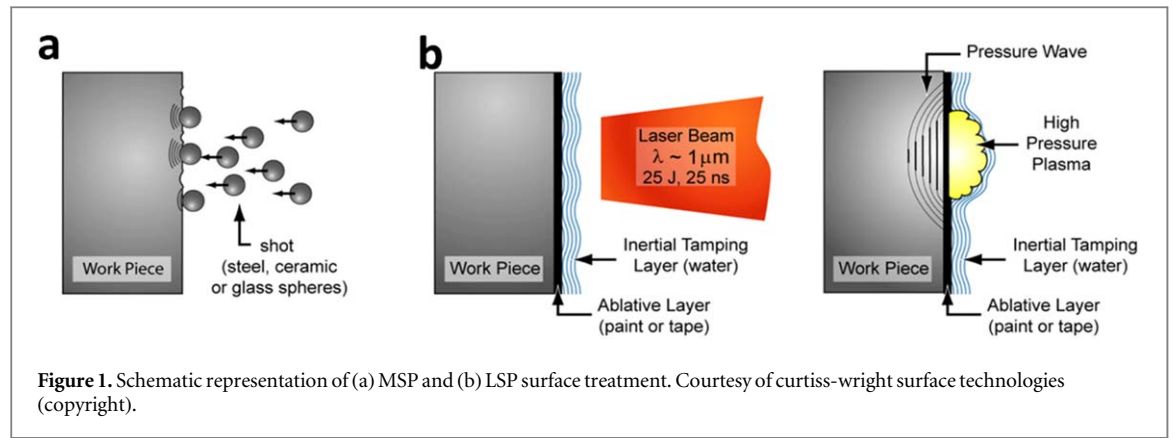 a
Work Piece
shot
(steel, ceramic
or glass spheres)
b
Work Piece
Laser Beam
λ ~ 1μm
25 J, 25 ns
Inertial Tamping
Layer (water)
Ablative Layer
(paint or tape)
Pressure Wave
High
Pressure
Plasma
Work Piece
Inertial Tamping
Layer (water)
Ablative Layer
(paint or tape)
Figure 1. Schematic representation of (a) MSP and (b) LSP surface treatment. Courtesy of curtiss-wright surface technologies
(copyright).